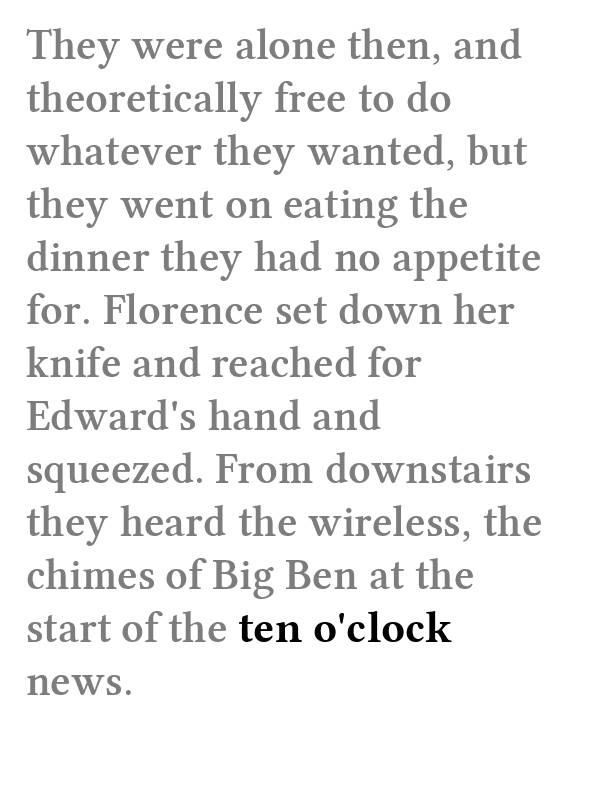 They were alone then, and
theoretically free to do
whatever they wanted, but
they went on eating the
dinner they had no appetite
for. Florence set down her
knife and reached for
Edward's hand and
squeezed. From downstairs
they heard the wireless, the
chimes of Big Ben at the
start of the ten o'clock
news.